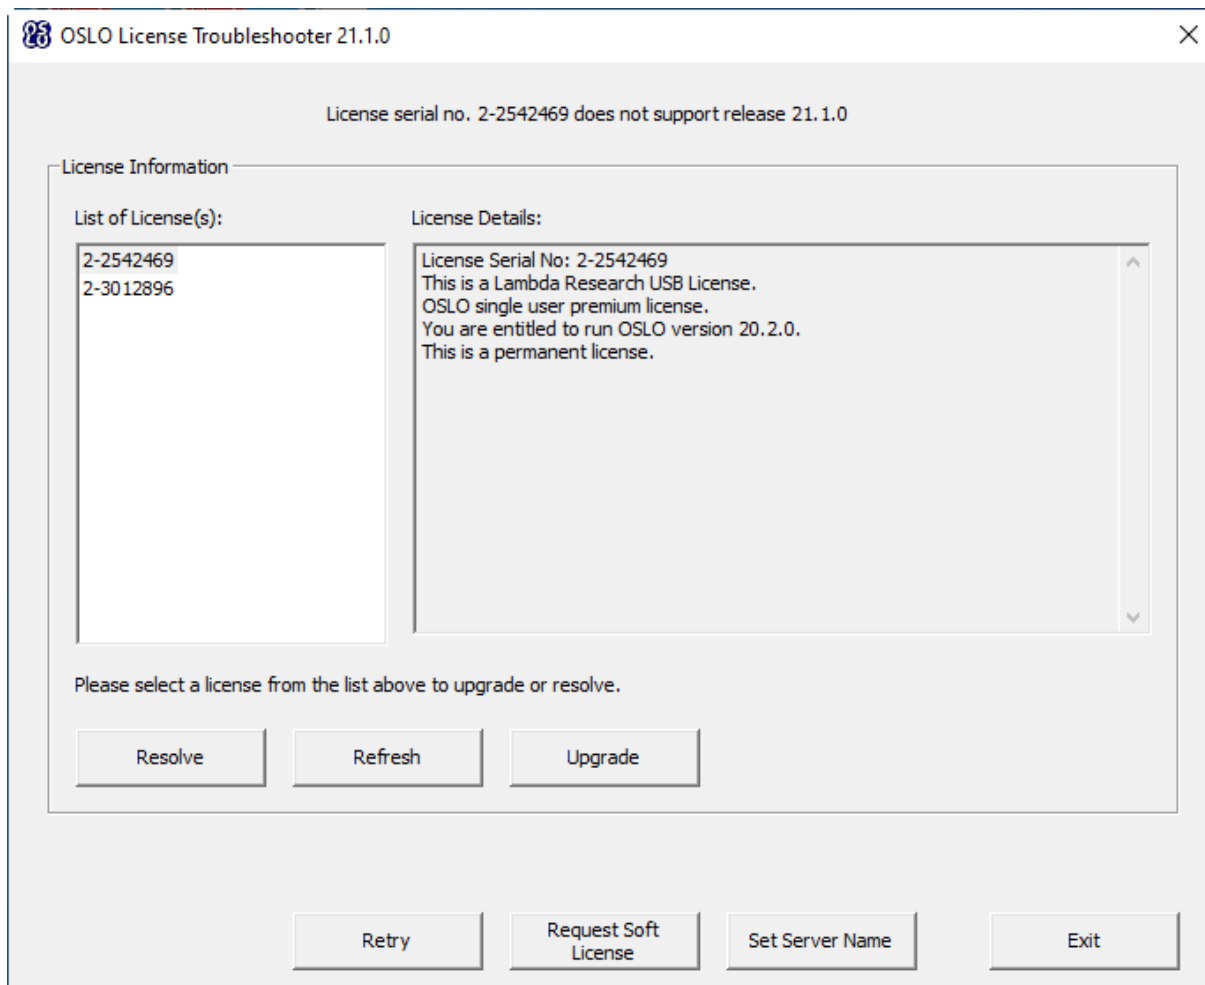 OSLO License Troubleshooter 21.1.0
License serial no. 2-2542469 does not support release 21.1.0
License Information
List of License(s):
License Details:
2-2542469
2-3012896
License Serial No: 2-2542469
This is a Lambda Research USB License.
OSLO single user premium license.
You are entitled to run OSLO version 20.2.0.
This is a permanent license.
Please select a license from the list above to upgrade or resolve.
Resolve
Refresh
Upgrade
Retry
Request Soft
License
Set Server Name
Exit